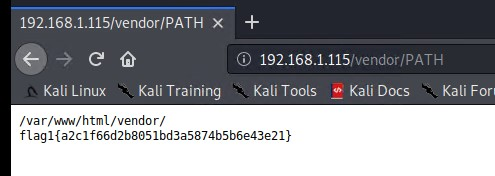 192.168.1.115/vendor/PATH
192.168.1.115/vendor/PATH
Kali Linux Kali Training Kali Tools Kali Docs Kali Foru
/var/www/html/vendor/
flag1{a2c1f66d2b8051bd3a5874b5b6e43e21}